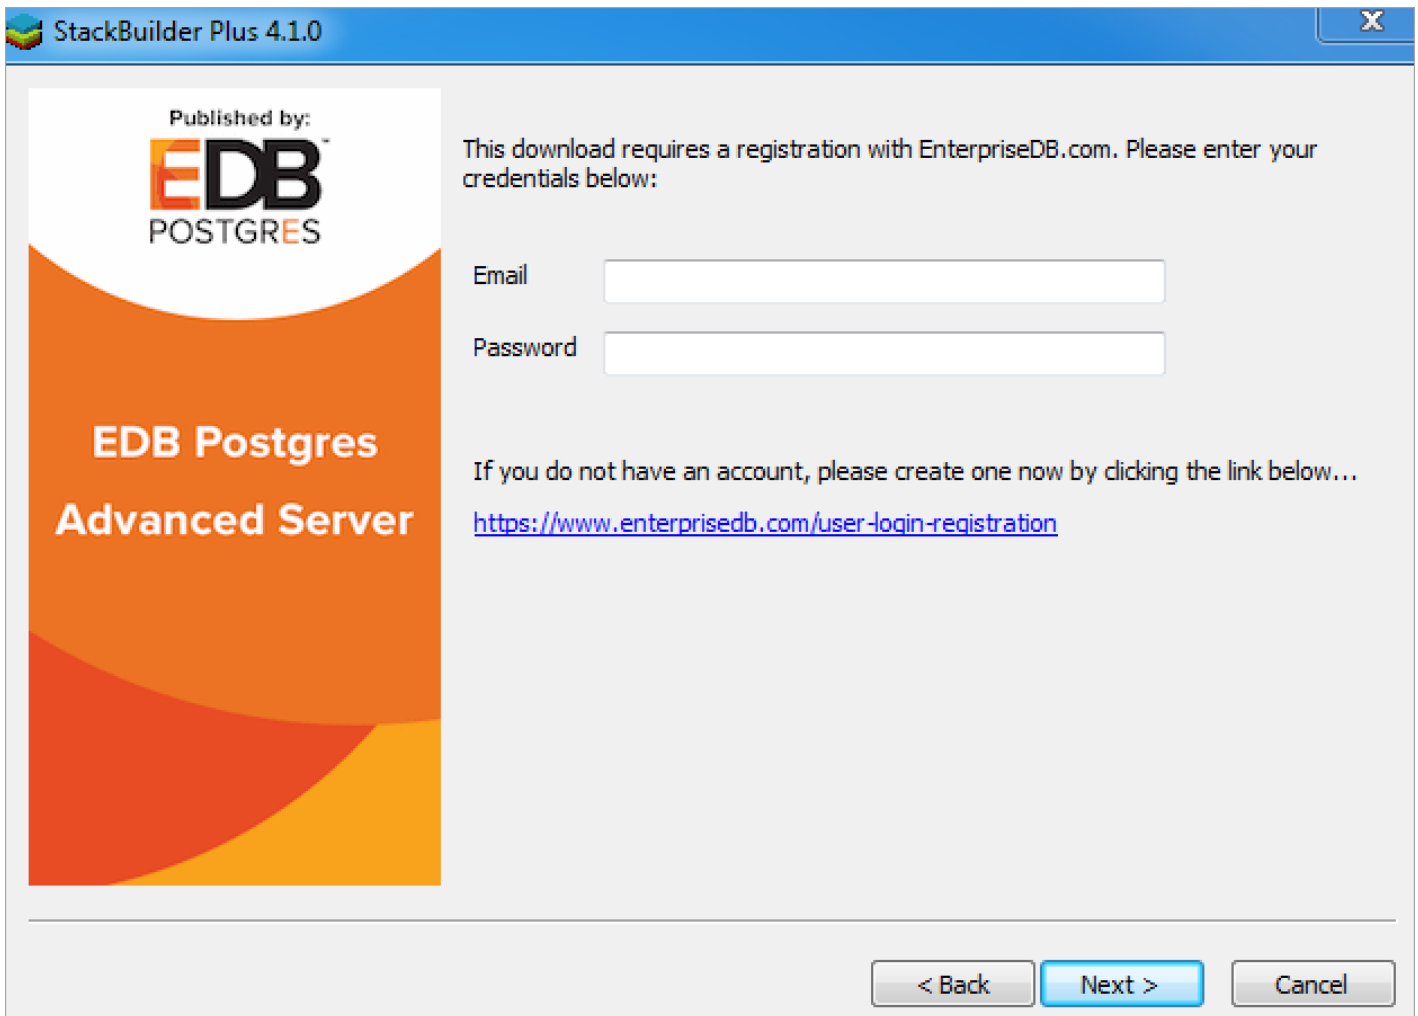 StackBuilder Plus 4.1.0
X
Published by:
EDB™
POSTGRES
EDB Postgres
Advanced Server
This download requires a registration with EnterpriseDB.com. Please enter your
credentials below:
Email
Password
If you do not have an account, please create one now by clicking the link below...
https://www.enterprisedb.com/user-login-registration
< Back
Next >
Cancel